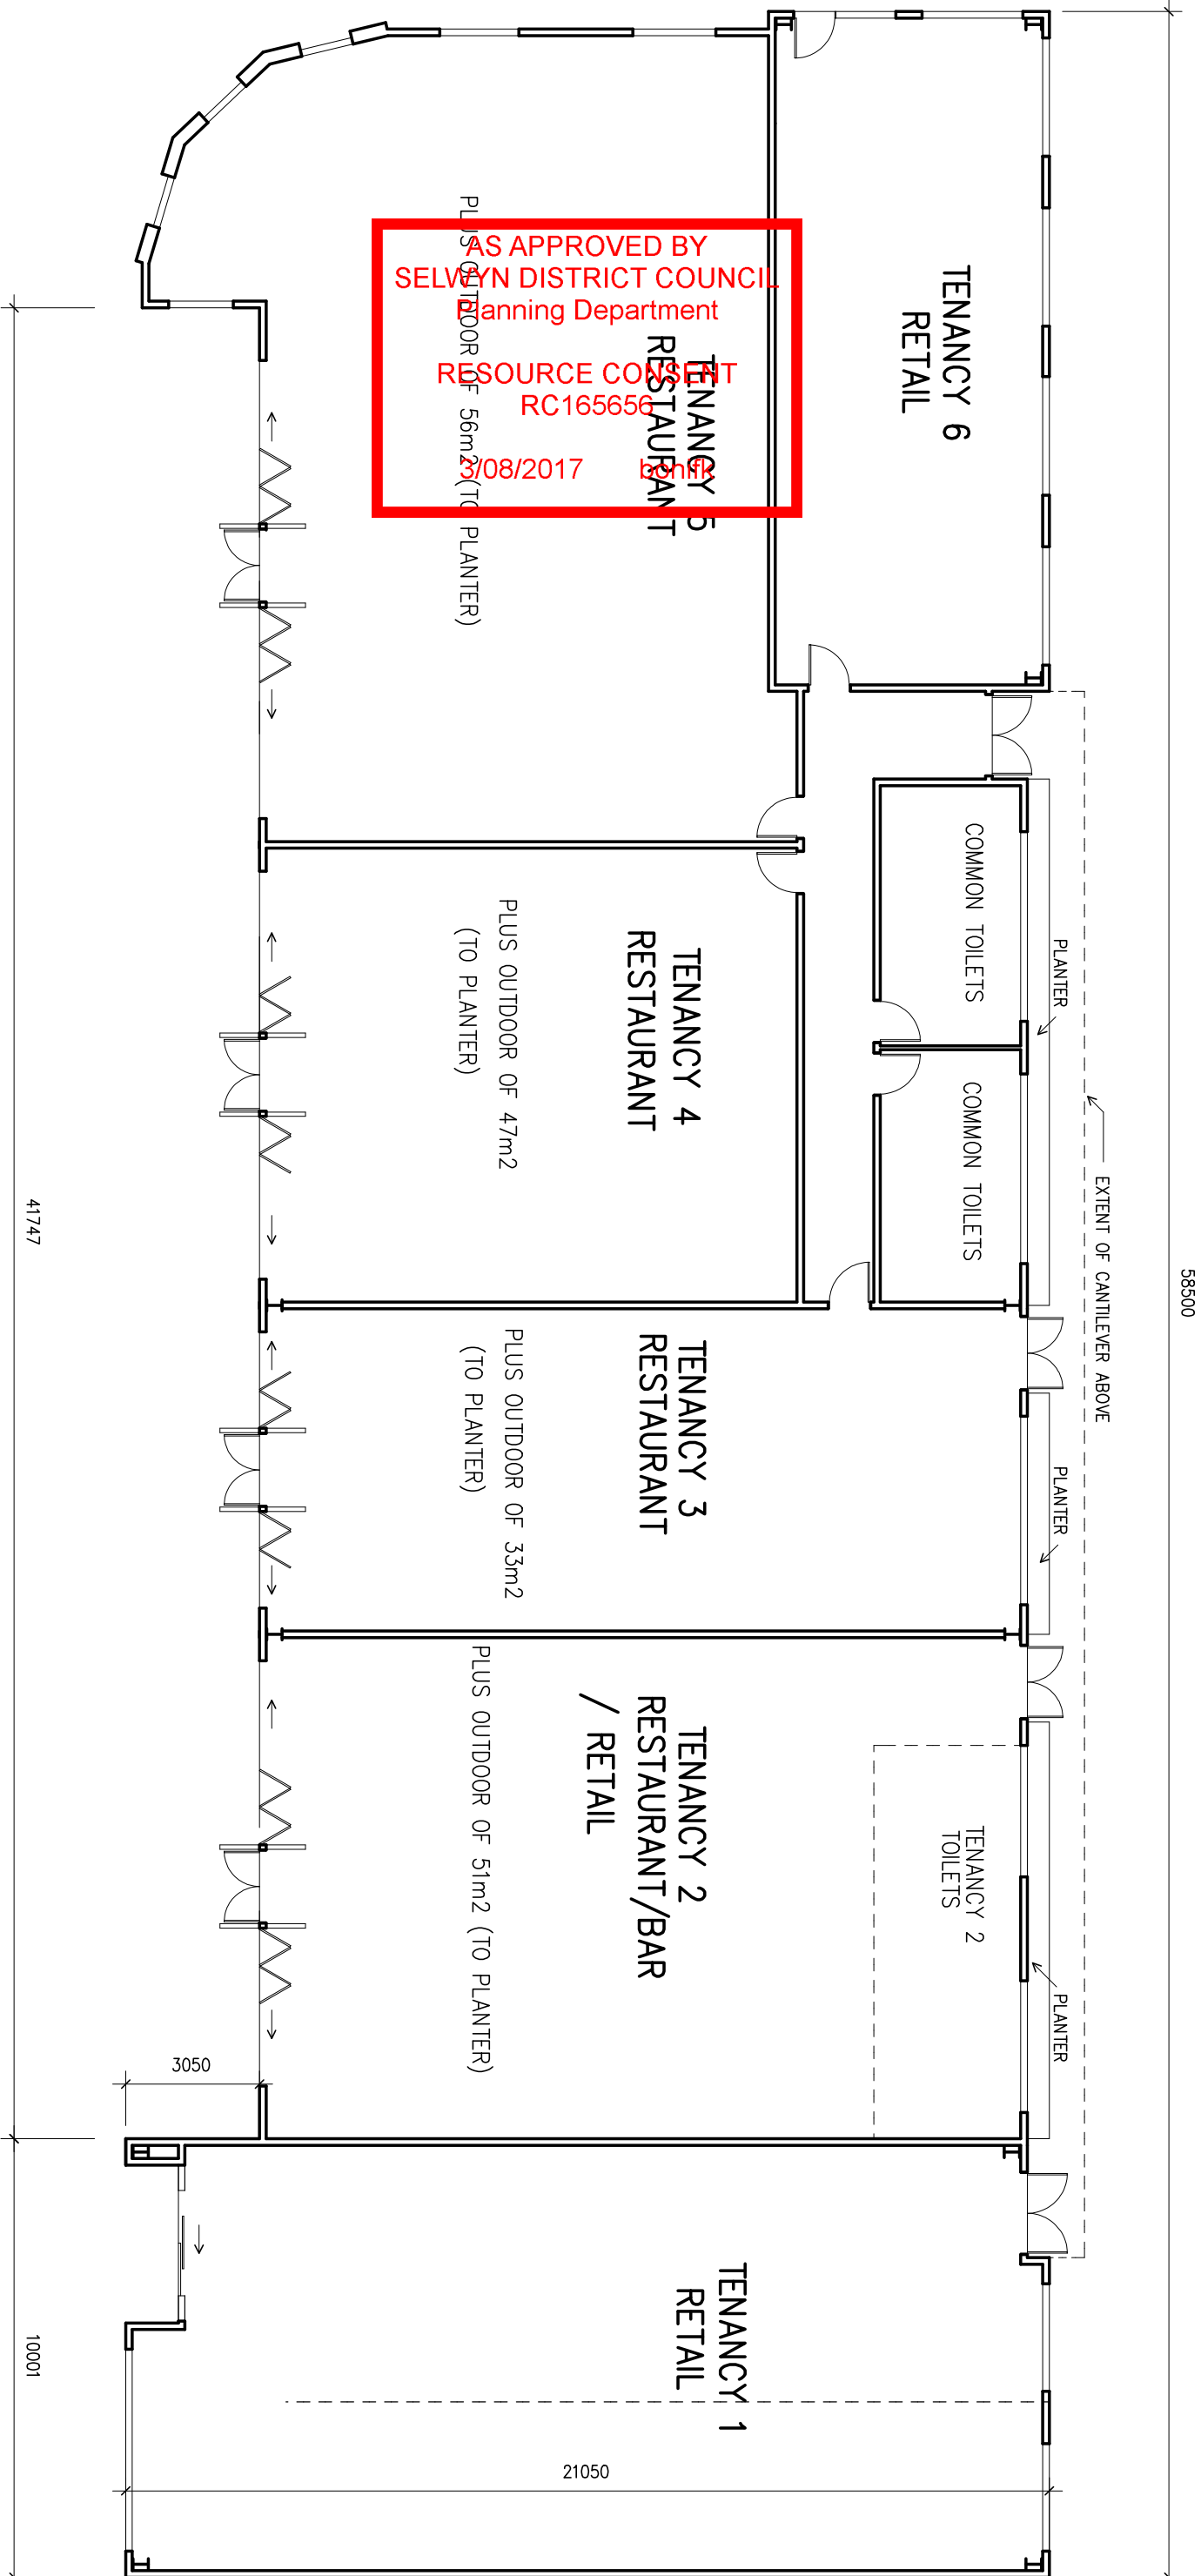 58500
EXTENT OF CANTILEVER ABOVE
PLANTER
PLANTER
PLANTER
TENANCY 6
RETAIL
COMMON TOILETS
COMMON TOILETS
TENANCY 2
TOILETS
AS APPROVED BY
SELWYN DISTRICT COUNCIL
Planning Department
RESOURCE CONSENT
RC165656
3/08/2017 bonifk
TENANCY 5
RESTAURANT
PLUS OUTDOOR OF 56m2 (TO PLANTER)
TENANCY 4
RESTAURANT
PLUS OUTDOOR OF 47m2
(TO PLANTER)
TENANCY 3
RESTAURANT
PLUS OUTDOOR OF 33m2
(TO PLANTER)
TENANCY 2
RESTAURANT/BAR
/ RETAIL
PLUS OUTDOOR OF 51m2 (TO PLANTER)
TENANCY 1
RETAIL
3050
21050
41747
10001